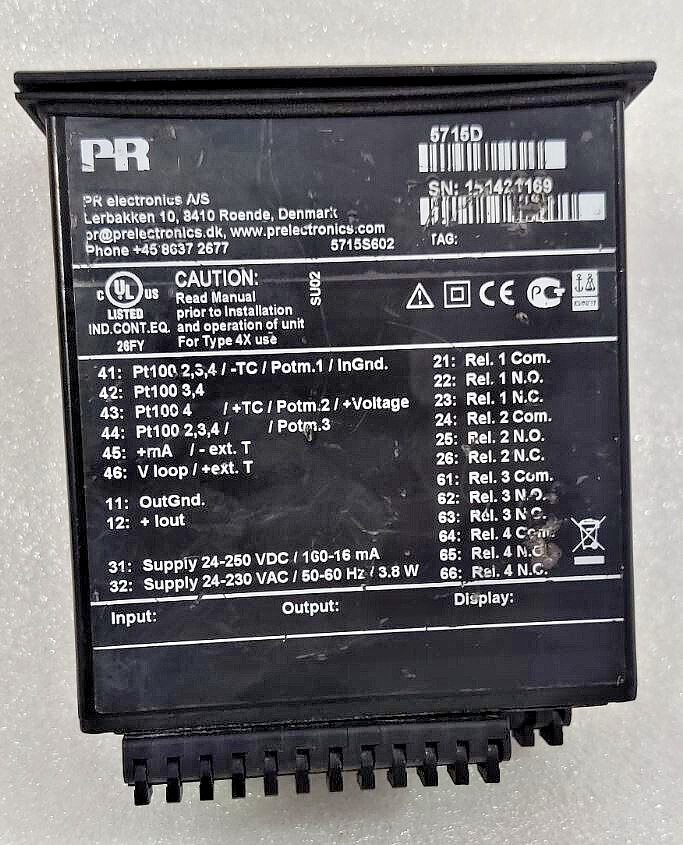 PR
5715D
PR electronics A/S
Lerbakken 10, 8410 Roende, Denmark
pr@prelectronics.dk, www.prelectronics.com
Phone +45 8637 2677
5715S602
SN:
TAG:
C UL US
LISTED
IND.CONT.EQ.
26FY
CAUTION:
Read Manual
prior to Installation
and operation of unit
For Type 4X use
SU02
CE
41: Pt100 2,3,4 / -TC / Potm.1 / InGnd.
42: Pt100 3,4
43: Pt100 4 / +TC / Potm.2 / +Voltage
44: Pt100 2,3,4 / / Potm.3
45: +mA / - ext. T
46: V loop / +ext. T
11: OutGnd.
12: + Iout
31: Supply 24-250 VDC / 160-16 mA
32: Supply 24-230 VAC / 50-60 Hz / 3.8 W
21: Rel. 1 Com.
22: Rel. 1 N.O.
23: Rel. 1 N.C.
24: Rel. 2 Com.
25: Rel. 2 N.O.
26: Rel. 2 N.C.
61: Rel. 3 Com.
62: Rel. 3 N.O.
63: Rel. 3 N.C.
64: Rel. 4 Com.
65: Rel. 4 N.O.
66: Rel. 4 N.C.
Input:
Output:
Display: